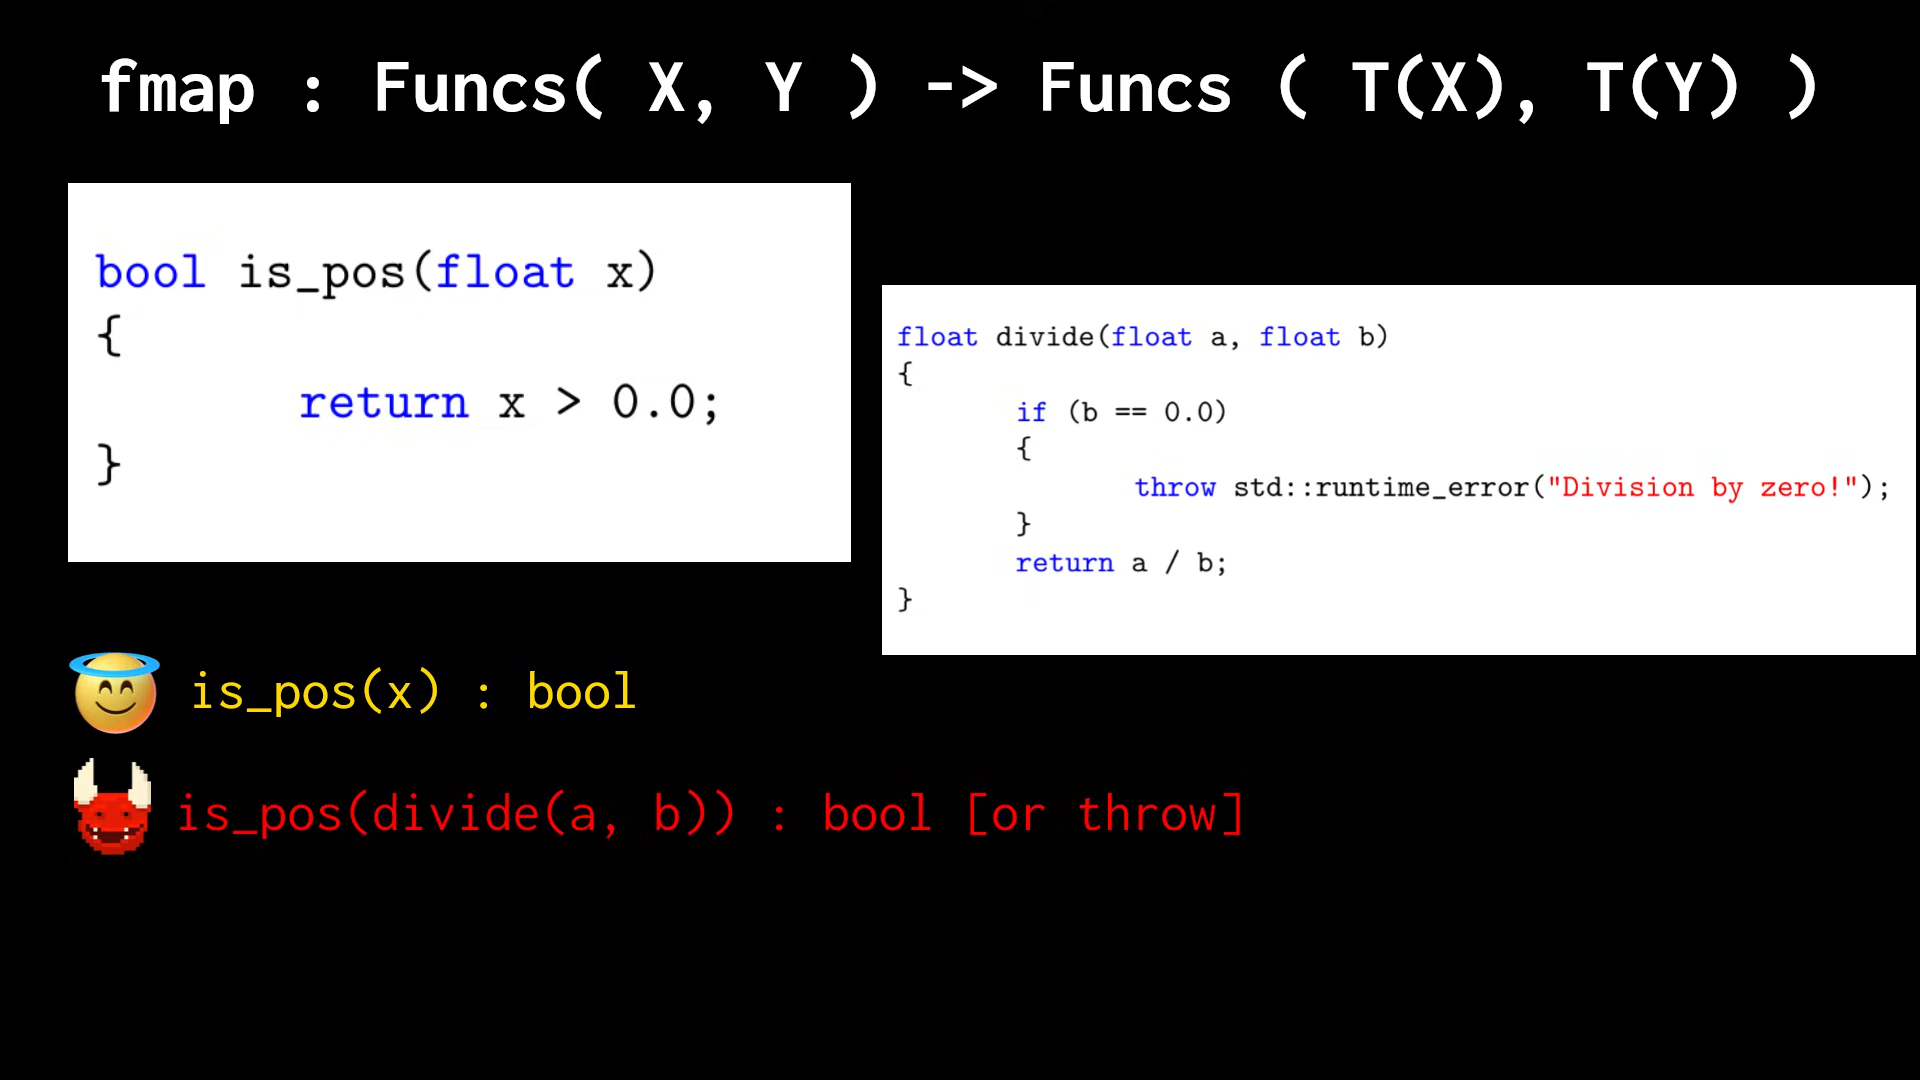 fmap : Funcs( X, Y ) -> Funcs ( T(X), T(Y) )
bool is_pos(float x)
{
return x > 0.0;
}
float divide(float a, float b)
{
if (b == 0.0)
{
throw std::runtime_error("Division by zero!");
}
return a / b;
}
is_pos(x) : bool
is_pos(divide(a, b)) : bool [or throw]